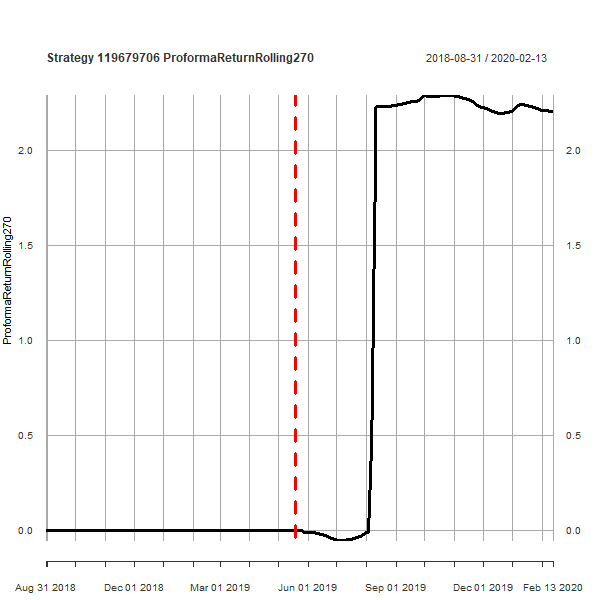 Strategy 119679706 ProformaReturnRolling270
2018-08-31 / 2020-02-13
ProformaReturnRolling270
2.0 2.0
1.5 1.5
1.0 1.0
0.5 0.5
0.0 0.0
Aug 31 2018 Dec 01 2018 Mar 01 2019 Jun 01 2019 Sep 01 2019 Dec 01 2019 Feb 13 2020